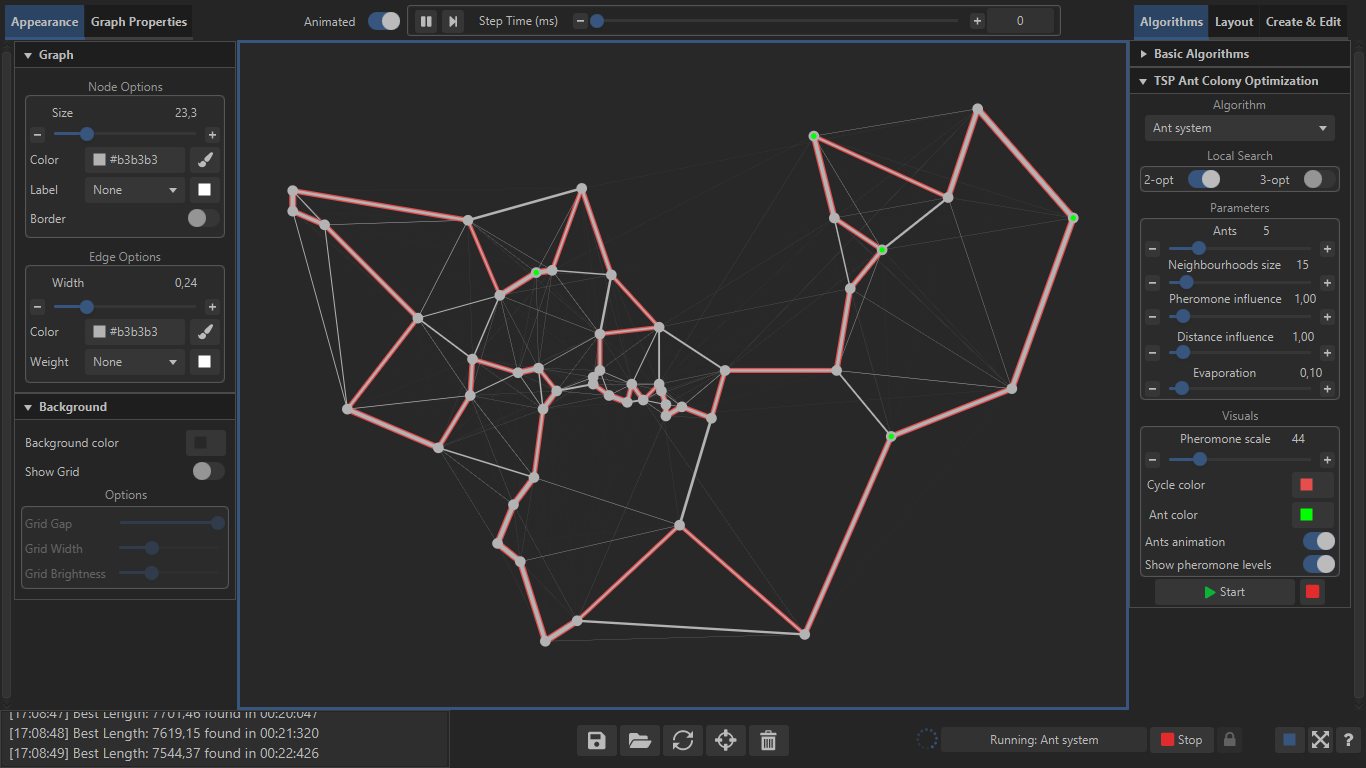 Appearance Graph Properties
Animated Step Time (ms) − + 0
Algorithms Layout Create & Edit
Graph
Node Options
Size 23,3
− +
Color #b3b3b3
Label None
Border
Edge Options
Width 0,24
− +
Color #b3b3b3
Weight None
Background
Background color
Show Grid
Options
Grid Gap
Grid Width
Grid Brightness
Basic Algorithms
TSP Ant Colony Optimization
Algorithm
Ant system
Local Search
2-opt 3-opt
Parameters
Ants 5
− +
Neighbourhoods size 15
− +
Pheromone influence 1,00
− +
Distance influence 1,00
− +
Evaporation 0,10
− +
Visuals
Pheromone scale 44
− +
Cycle color
Ant color
Ants animation
Show pheromone levels
Start
[17:08:47] Best Length: 7701,46 found in 00:20:047
[17:08:48] Best Length: 7619,15 found in 00:21:320
[17:08:49] Best Length: 7544,37 found in 00:22:426
Running: Ant system Stop ?